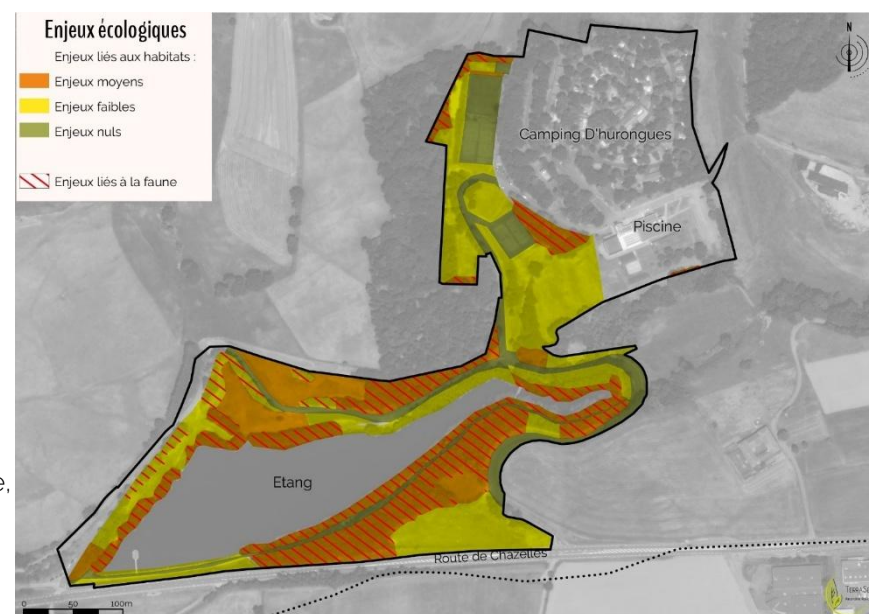 Enjeux écologiques
Enjeux liés aux habitats :
Enjeux moyens
Enjeux faibles
Enjeux nuls
Enjeux liés à la faune
N
Camping D'hurongues
Piscine
e,
Etang
Route de Chazelles
0 50 100m